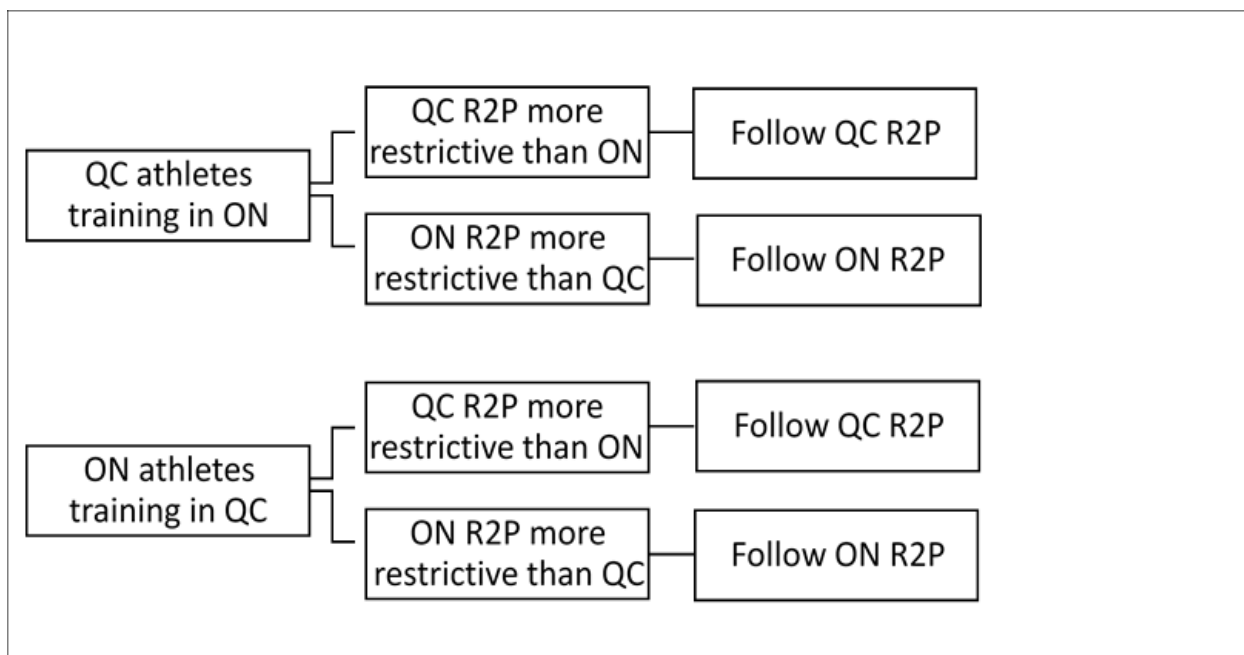 QC athletes
training in ON
QC R2P more
restrictive than ON
Follow QC R2P
ON R2P more
restrictive than QC
Follow ON R2P
ON athletes
training in QC
QC R2P more
restrictive than ON
Follow QC R2P
ON R2P more
restrictive than QC
Follow ON R2P